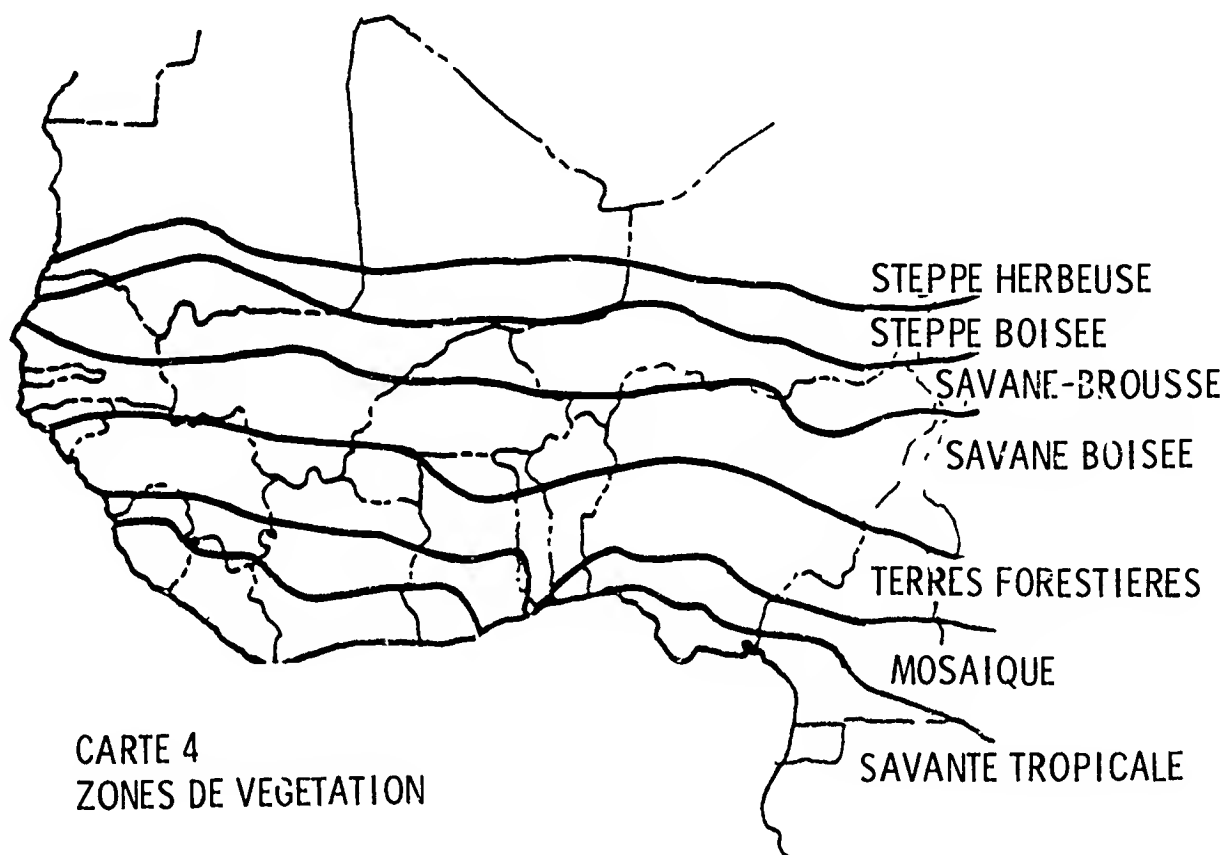 STEPPE HERBEUSE
STEPPE BOISEE
SAVANE-BROUSSE
SAVANE BOISEE
TERRES FORESTIERES
MOSAIQUE
SAVANTE TROPICALE
CARTE 4
ZONES DE VEGETATION